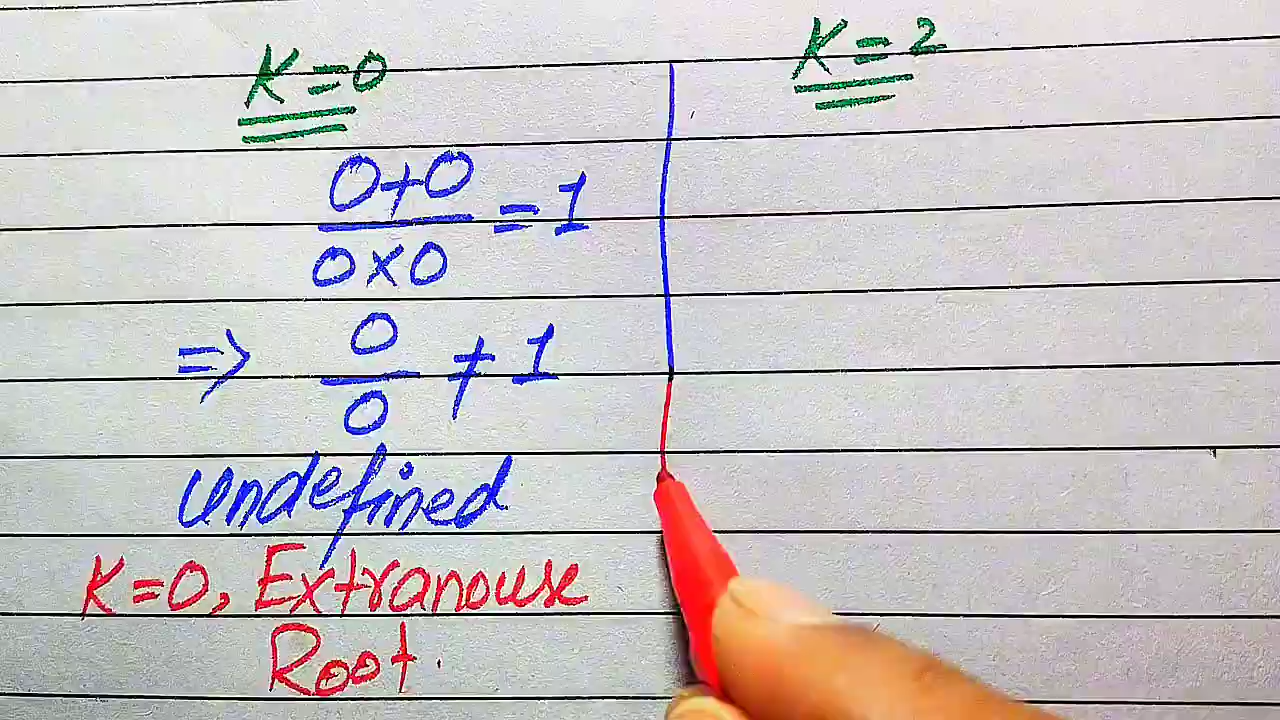 K=0
0+0
0×0
=1
=> 0/0 ≠ 1
undefined
K=0, Extranouse
Root.
K=2